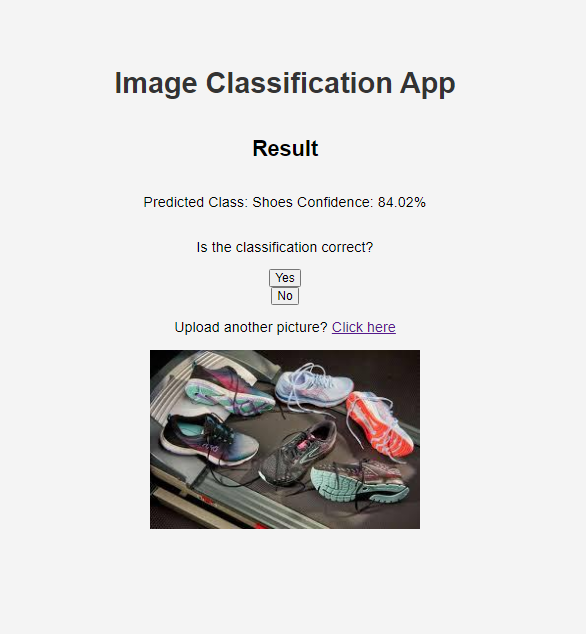 Image Classification App
Result
Predicted Class: Shoes Confidence: 84.02%
Is the classification correct?
Yes
No
Upload another picture? Click here